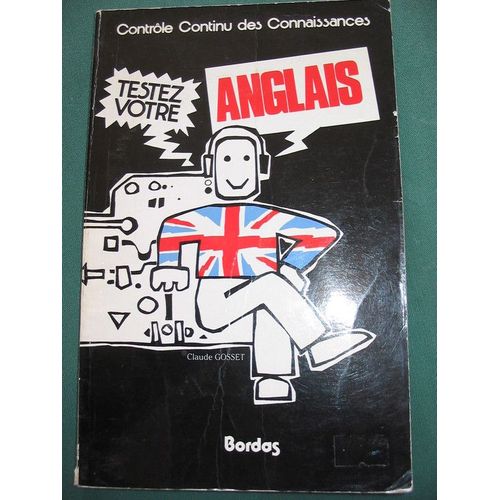 Contrôle Continu des Connaissances
TESTEZ
VOTRE
ANGLAIS
Claude GOSSET
Bordas